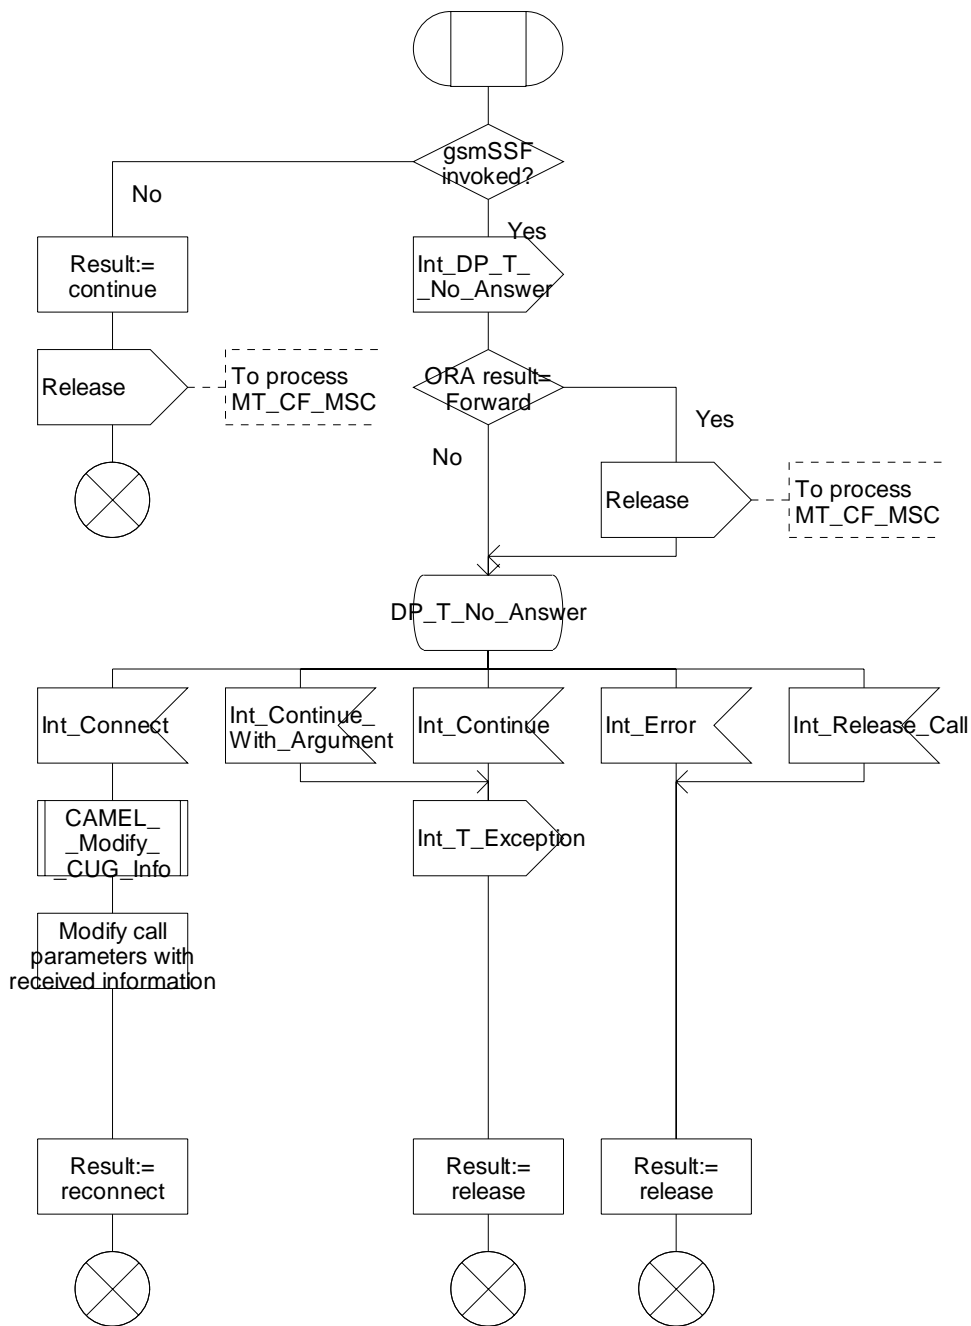 gsmSSF
invoked?
No
Yes
Result:=
continue
Int_DP_T_
_No_Answer
Release
To process
MT_CF_MSC
ORA result=
Forward
Yes
No
Release
To process
MT_CF_MSC
DP_T_No_Answer
Int_Connect
Int_Continue_
With_Argument
Int_Continue
Int_Error
Int_Release_Call
CAMEL_
_Modify_
_CUG_Info
Int_T_Exception
Modify call
parameters with
received information
Result:=
reconnect
Result:=
release
Result:=
release